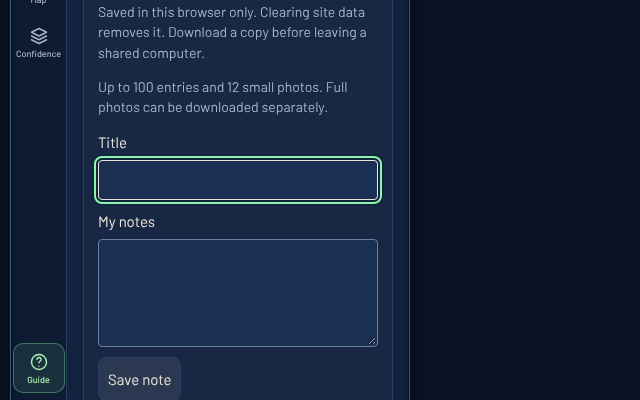 Map
Confidence
Saved in this browser only. Clearing site data
removes it. Download a copy before leaving a
shared computer.
Up to 100 entries and 12 small photos. Full
photos can be downloaded separately.
Title
My notes
Save note
Guide